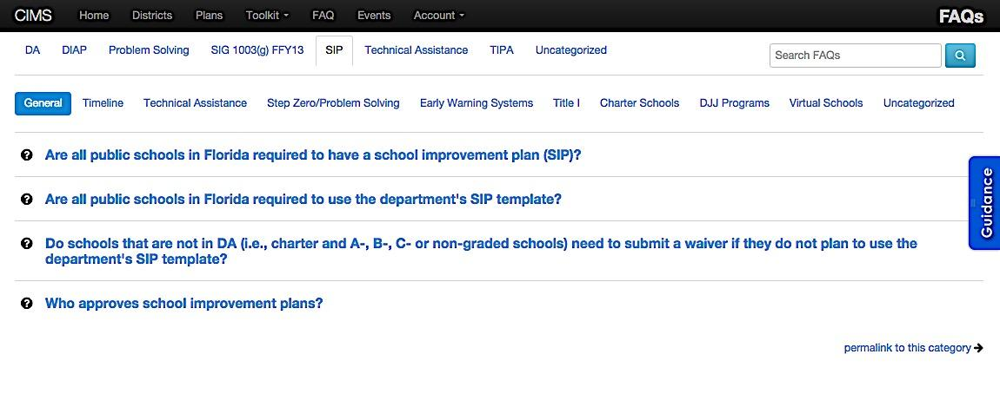 CIMS Home Districts Plans Toolkit FAQ Events Account FAQs
DA DIAP Problem Solving SIG 1003(g) FFY13 SIP Technical Assistance TIPA Uncategorized Search FAQs
General Timeline Technical Assistance Step Zero/Problem Solving Early Warning Systems Title I Charter Schools DJJ Programs Virtual Schools Uncategorized
Are all public schools in Florida required to have a school improvement plan (SIP)?
Are all public schools in Florida required to use the department's SIP template?
Do schools that are not in DA (i.e., charter and A-, B-, C- or non-graded schools) need to submit a waiver if they do not plan to use the
department's SIP template?
Who approves school improvement plans?
permalink to this category
Guidance